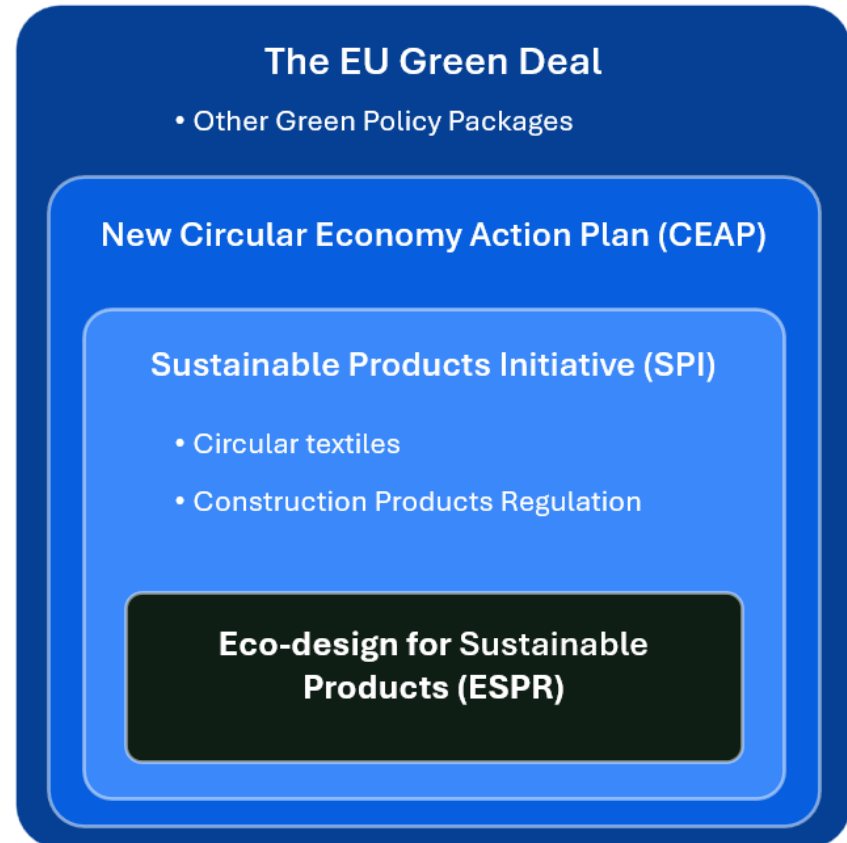 The EU Green Deal
• Other Green Policy Packages
New Circular Economy Action Plan (CEAP)
Sustainable Products Initiative (SPI)
• Circular textiles
• Construction Products Regulation
Eco-design for Sustainable
Products (ESPR)